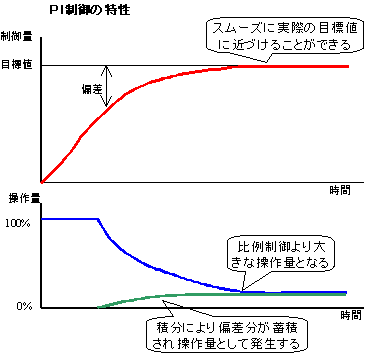 PI制御の特性
スムーズに実際の目標値
に近づけることができる
制御量
目標値
偏差
時間
操作量
100%
比例制御より大
きな操作量となる
0%
時間
積分により偏差分が蓄積
され操作量として発生する